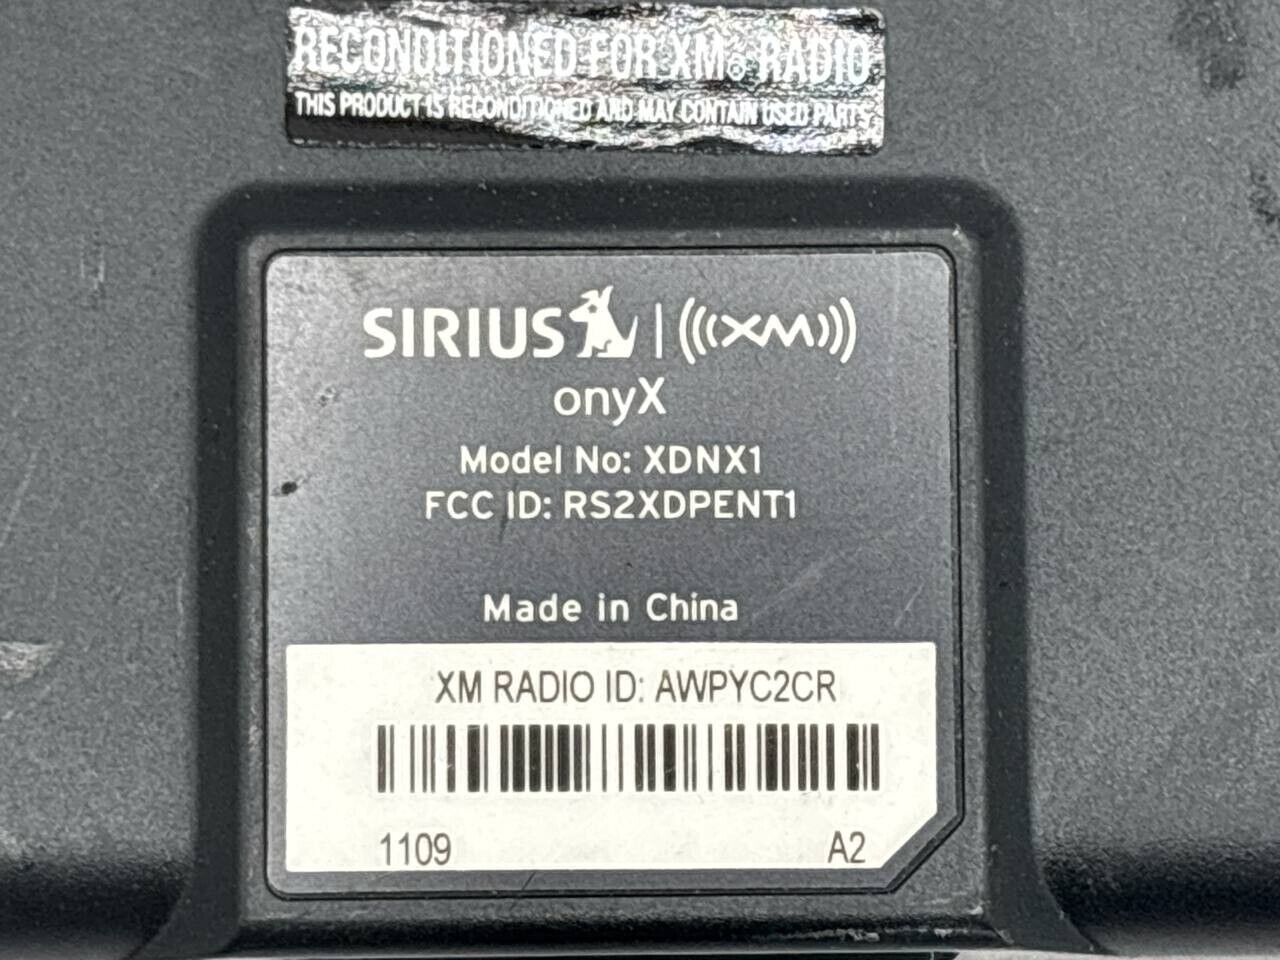 RECONDITIONED FOR XM® RADIO
THIS PRODUCT IS RECONDITIONED AND MAY CONTAIN USED PARTS
SIRIUS | ((XM))
onyX
Model No: XDNX1
FCC ID: RS2XDPENT1
Made in China
XM RADIO ID: AWPYC2CR
1109 A2